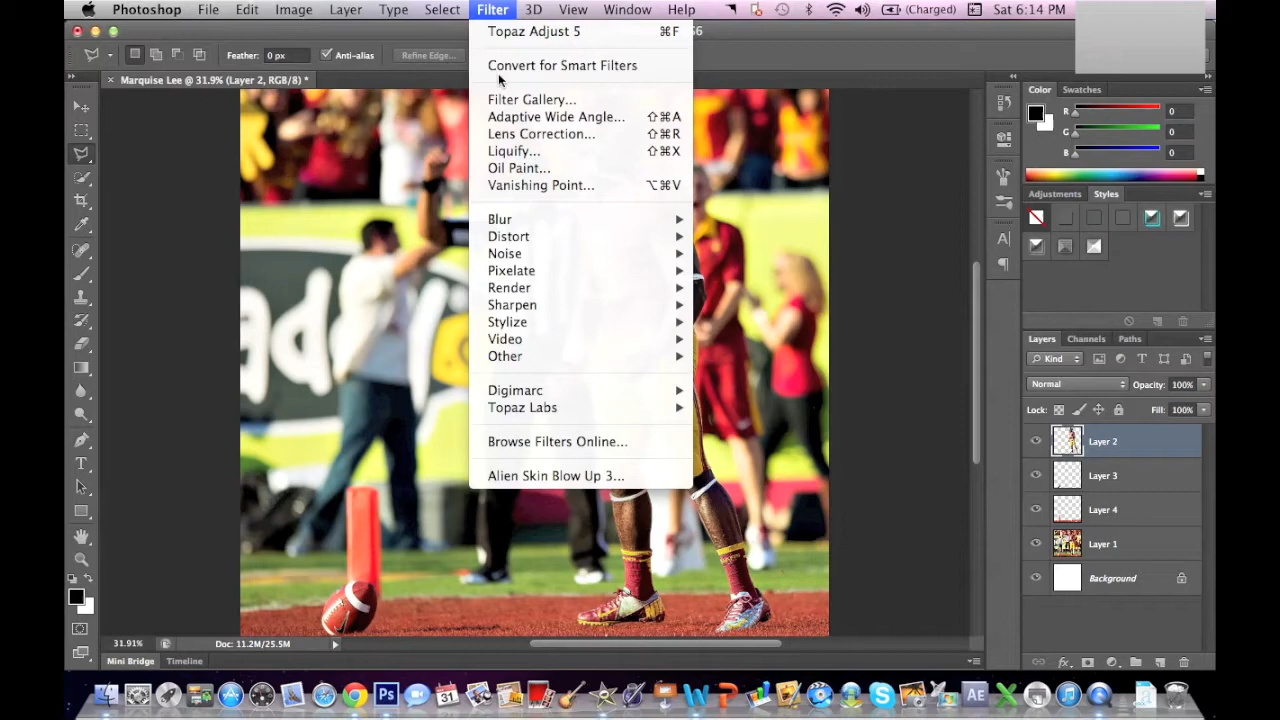 Photoshop File Edit Image Layer Type Select Filter 3D View Window Help (Charged) Sat 6:14 PM
Feather: 0 px Anti-alias Refine Edge...
Marquise Lee @ 31.9% (Layer 2, RGB/8) *
Topaz Adjust 5 ⌘F
Convert for Smart Filters
Filter Gallery...
Adaptive Wide Angle... ⇧⌘A
Lens Correction... ⇧⌘R
Liquify... ⇧⌘X
Oil Paint...
Vanishing Point... ⌥⌘V
Blur
Distort
Noise
Pixelate
Render
Sharpen
Stylize
Video
Other
Digimarc
Topaz Labs
Browse Filters Online...
Alien Skin Blow Up 3...
Color Swatches
R 0
G 0
B 0
Adjustments Styles
Layers Channels Paths
Kind
Normal Opacity: 100%
Lock: Fill: 100%
Layer 2
Layer 3
Layer 4
Layer 1
Background
31.91% Doc: 11.2M/25.5M
Mini Bridge Timeline
31 Ps W P S AE X